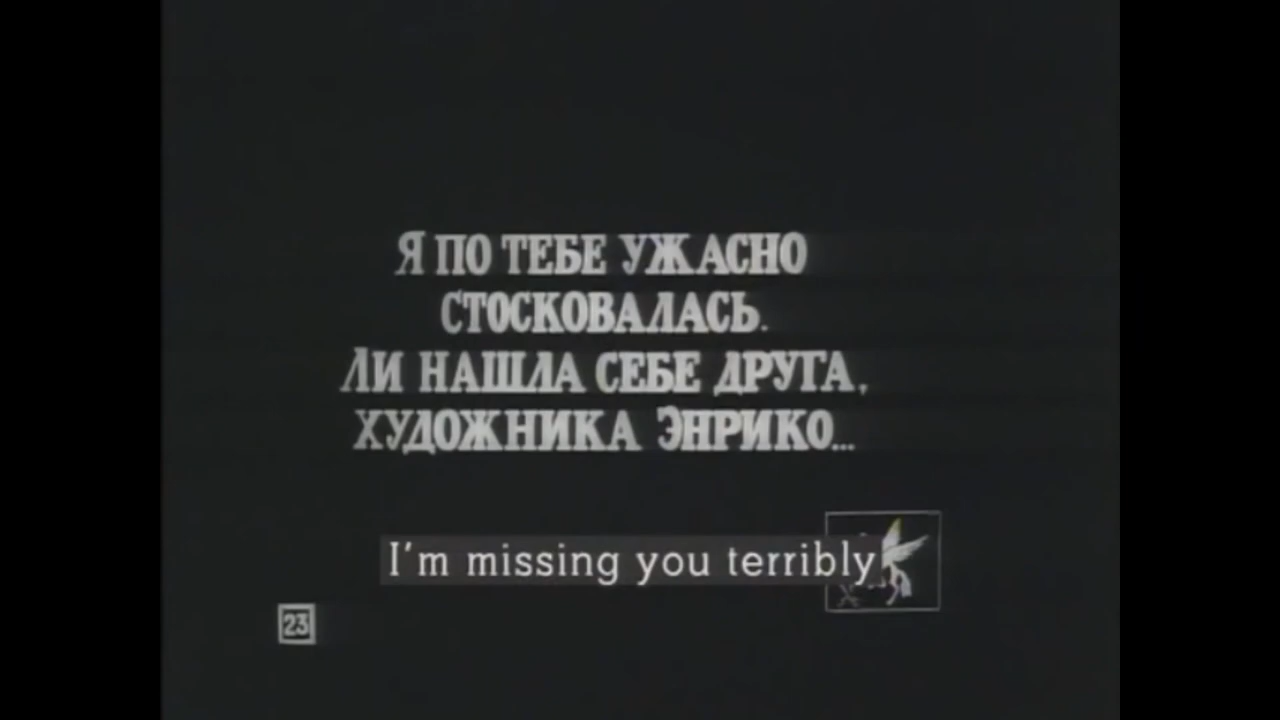 Я ПО ТЕБЕ УЖАСНО
СТОСКОВАЛАСЬ.
ЛИ НАШЛА СЕБЕ ДРУГА,
ХУДОЖНИКА ЭНРИКО...
I'm missing you terribly
23